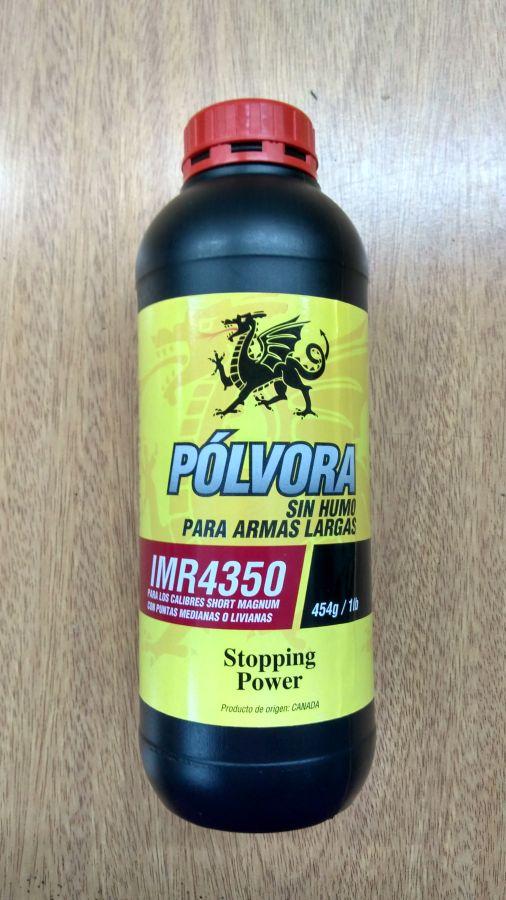 PÓLVORA
SIN HUMO
PARA ARMAS LARGAS
IMR4350
PARA LOS CALIBRES SHORT MAGNUM
CON PUNTAS MEDIANAS O LIVIANAS
454g / 1lb
Stopping
Power
Producto de origen: CANADA